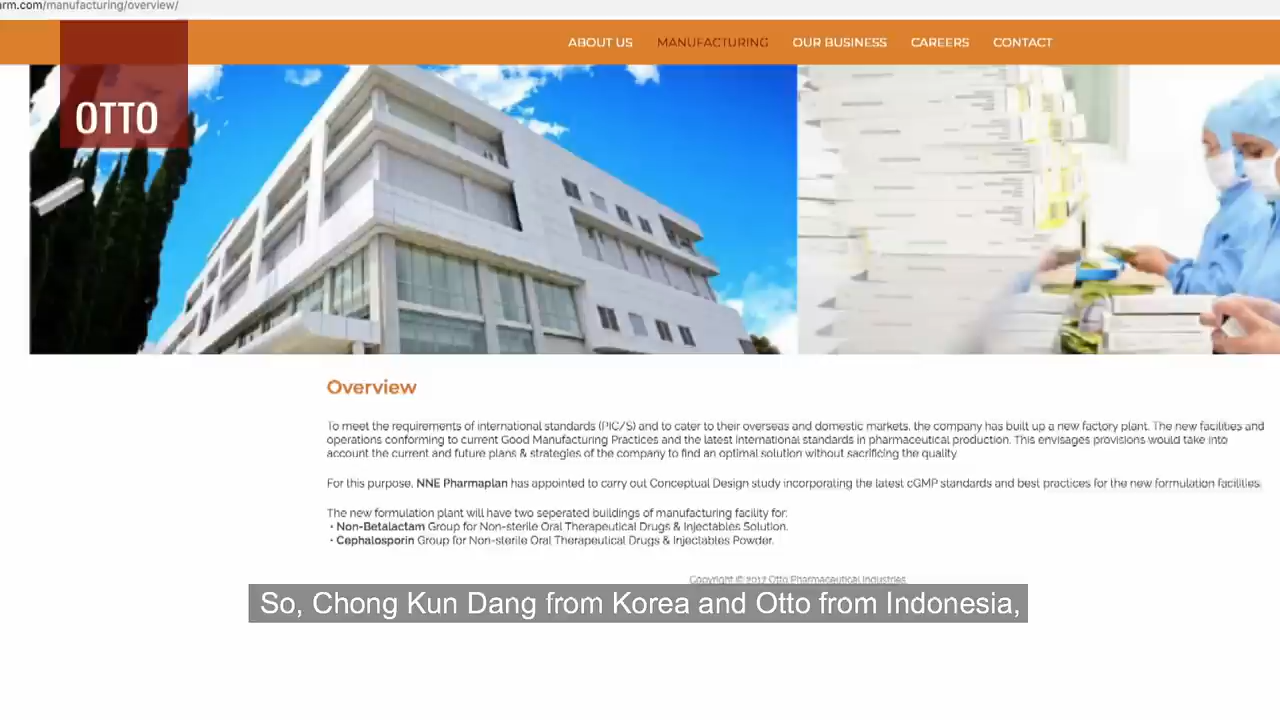 arm.com/manufacturing/overview/
ABOUT US MANUFACTURING OUR BUSINESS CAREERS CONTACT
OTTO
Overview
To meet the requirements of international standards (PIC/S) and to cater to their overseas and domestic markets, the company has built up a new factory plant. The new facilities and
operations conforming to current Good Manufacturing Practices and the latest international standards in pharmaceutical production. This envisages provisions would take into
account the current and future plans & strategies of the company to find an optimal solution without sacrificing the quality
For this purpose, NNE Pharmaplan has appointed to carry out Conceptual Design study incorporating the latest cGMP standards and best practices for the new formulation facilities.
The new formulation plant will have two seperated buildings of manufacturing facility for:
• Non-Betalactam Group for Non-sterile Oral Therapeutical Drugs & Injectables Solution.
• Cephalosporin Group for Non-sterile Oral Therapeutical Drugs & Injectables Powder.
Copyright © 2017 Otto Pharmaceutical Industries.
So, Chong Kun Dang from Korea and Otto from Indonesia,